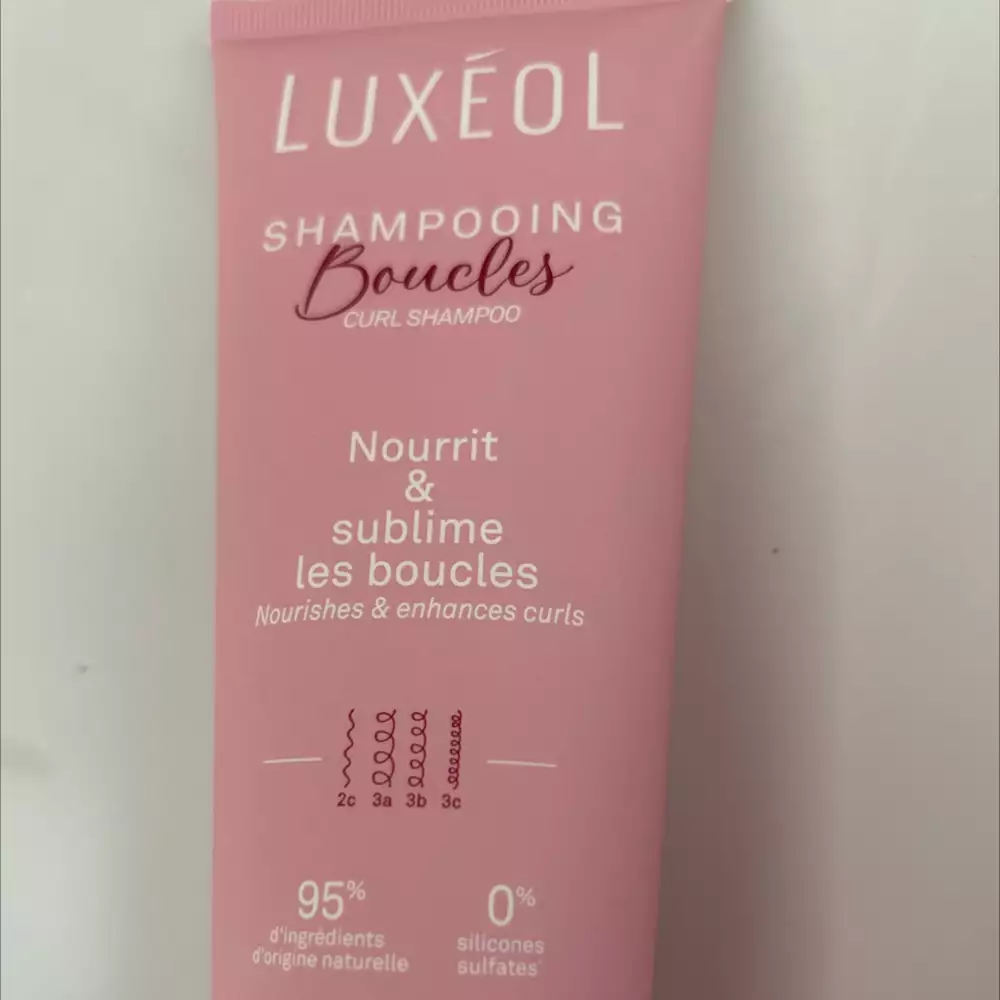 LUXÉOL
SHAMPOOING
Boucles
CURL SHAMPOO
Nourrit
&
sublime
les boucles
Nourishes & enhances curls
2c 3a 3b 3c
95%
d'ingrédients
d'origine naturelle
0%
silicones
sulfates*